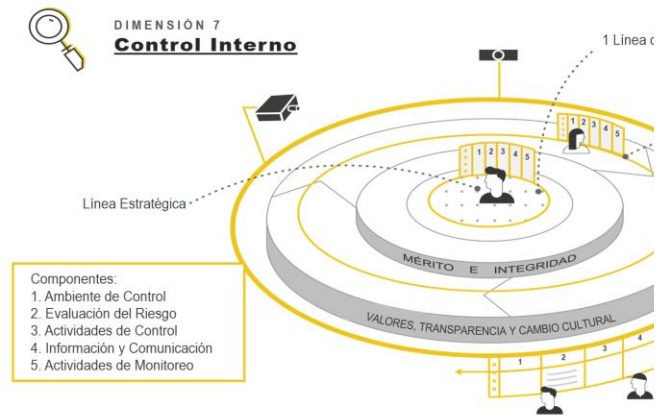 DIMENSIÓN 7
Control Interno
1 Línea d
1 2 3 4 5
1 2 3 4 5
Línea Estratégica
MÉRITO E INTEGRIDAD
Componentes:
1. Ambiente de Control
2. Evaluación del Riesgo
3. Actividades de Control
4. Información y Comunicación
5. Actividades de Monitoreo
VALORES, TRANSPARENCIA Y CAMBIO CULTURAL
1 2 3 4